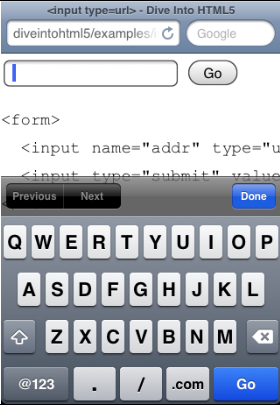 <input type=url> - Dive Into HTML5
diveintohtml5/examples/i
Google
Go
<form>
<input name="addr" type="u
<input type="submit" value
Previous Next Done
Q W E R T Y U I O P
A S D F G H J K L
Z X C V B N M
@123 . / .com Go